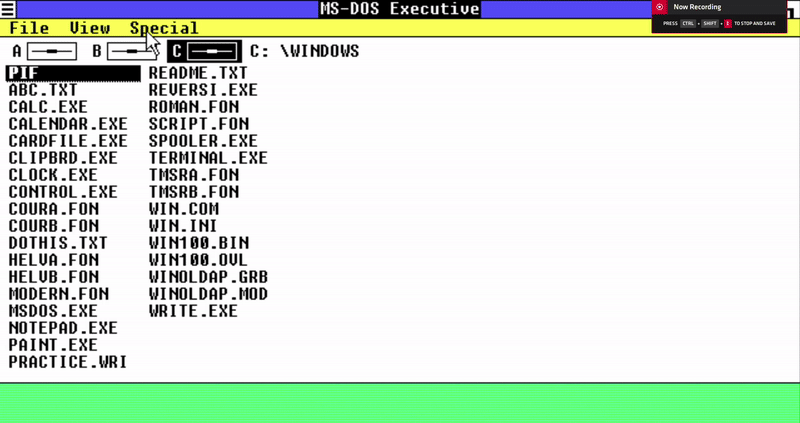 MS-DOS Executive
Now Recording
PRESS CTRL + SHIFT + I TO STOP AND SAVE
File View Special
A B C C: \WINDOWS
PIF
ABC.TXT
CALC.EXE
CALENDAR.EXE
CARDFILE.EXE
CLIPBRD.EXE
CLOCK.EXE
CONTROL.EXE
COURA.FON
COURB.FON
DOTHIS.TXT
HELVA.FON
HELVB.FON
MODERN.FON
MSDOS.EXE
NOTEPAD.EXE
PAINT.EXE
PRACTICE.WRI
README.TXT
REVERSI.EXE
ROMAN.FON
SCRIPT.FON
SPOOLER.EXE
TERMINAL.EXE
TMSRA.FON
TMSRB.FON
WIN.COM
WIN.INI
WIN100.BIN
WIN100.OVL
WINOLDAP.GRB
WINOLDAP.MOD
WRITE.EXE